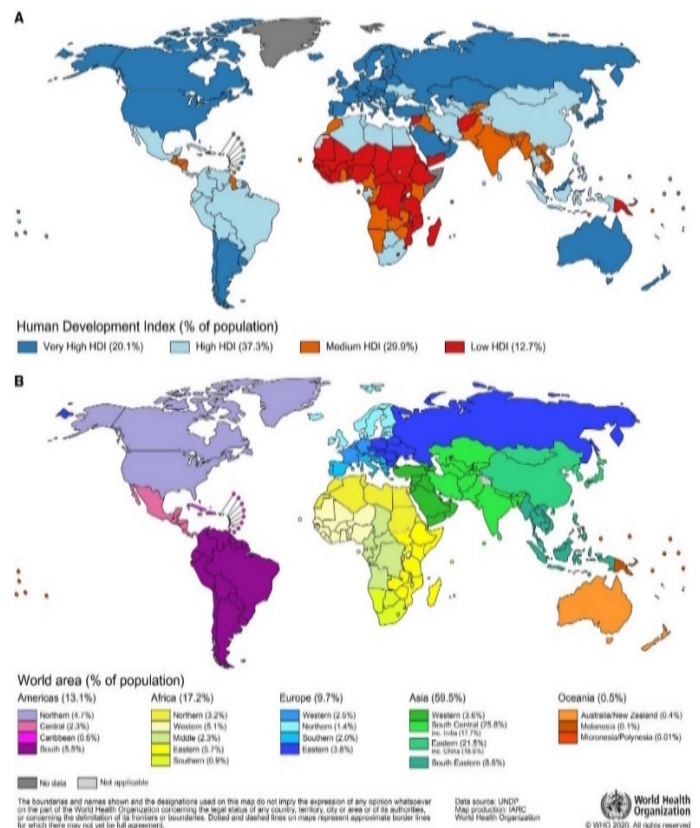 A
Human Development Index (% of population)
Very High HDI (20.1%) High HDI (37.3%) Medium HDI (29.9%) Low HDI (12.7%)
B
World area (% of population)
Americas (13.1%)
Northern (4.7%)
Central (2.3%)
Caribbean (0.6%)
South (5.5%)
Africa (17.2%)
Northern (3.2%)
Western (5.1%)
Middle (2.3%)
Eastern (5.7%)
Southern (0.9%)
Europe (9.7%)
Western (2.5%)
Northern (1.4%)
Southern (2.0%)
Eastern (3.8%)
Asia (59.5%)
Western (3.6%)
South Central (25.8%)
inc. India (17.7%)
Eastern (21.5%)
inc. China
South-Eastern (8.6%)
Oceania (0.5%)
Australia/New Zealand (0.4%)
Melanesia (0.1%)
Micronesia/Polynesia (0.01%)
No data Not applicable
The boundaries and names shown and the designations used on this map do not imply the expression of any opinion whatsoever
on the part of the World Health Organization concerning the legal status of any country, territory, city or area or of its authorities,
or concerning the delimitation of its frontiers or boundaries. Dotted and dashed lines on maps represent approximate border lines
for which there may not yet be full agreement.
Data source: UNDP
Map production: IARC
World Health Organization
World Health
Organization
© WHO 2020. All rights reserved